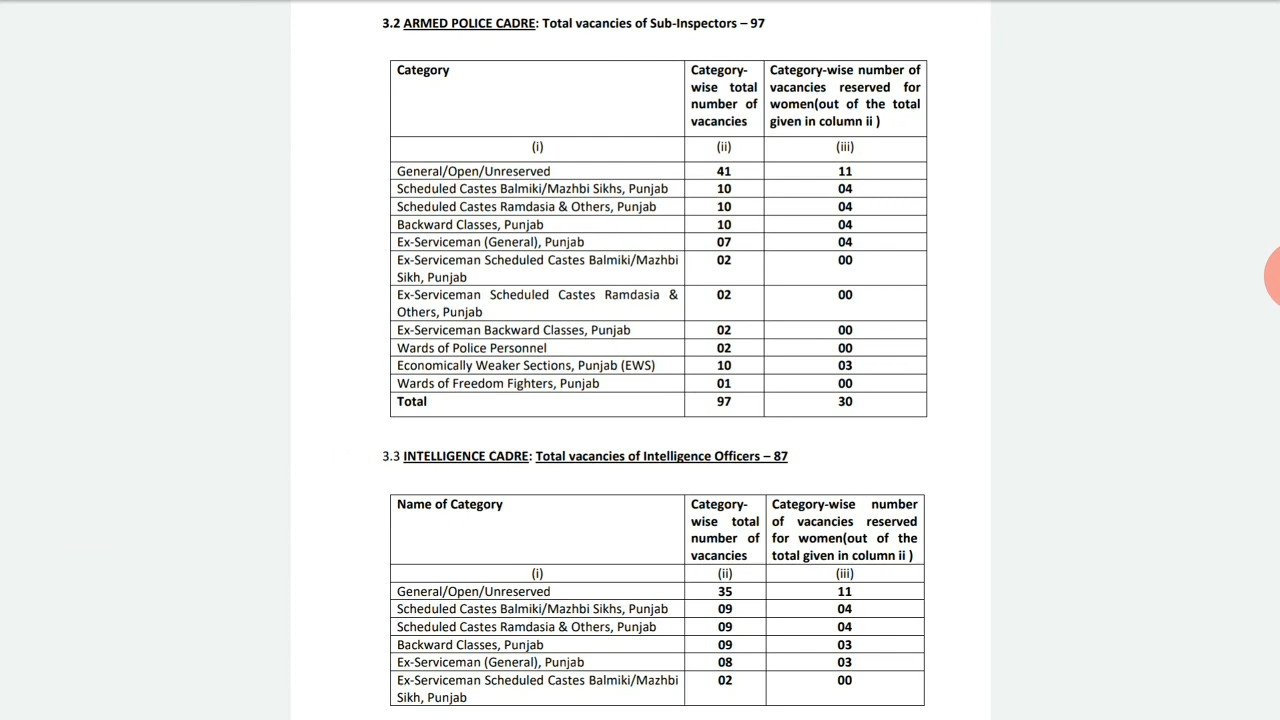 3.2 ARMED POLICE CADRE: Total vacancies of Sub-Inspectors – 97
Category
Category-wise total number of vacancies
Category-wise number of vacancies reserved for women(out of the total given in column ii )
(i) (ii) (iii)
General/Open/Unreserved 41 11
Scheduled Castes Balmiki/Mazhbi Sikhs, Punjab 10 04
Scheduled Castes Ramdasia & Others, Punjab 10 04
Backward Classes, Punjab 10 04
Ex-Serviceman (General), Punjab 07 04
Ex-Serviceman Scheduled Castes Balmiki/Mazhbi 02 00
Sikh, Punjab
Ex-Serviceman Scheduled Castes Ramdasia & 02 00
Others, Punjab
Ex-Serviceman Backward Classes, Punjab 02 00
Wards of Police Personnel 02 00
Economically Weaker Sections, Punjab (EWS) 10 03
Wards of Freedom Fighters, Punjab 01 00
Total 97 30
3.3 INTELLIGENCE CADRE: Total vacancies of Intelligence Officers – 87
Name of Category
Category-wise total number of vacancies
Category-wise number of vacancies reserved for women(out of the total given in column ii )
(i) (ii) (iii)
General/Open/Unreserved 35 11
Scheduled Castes Balmiki/Mazhbi Sikhs, Punjab 09 04
Scheduled Castes Ramdasia & Others, Punjab 09 04
Backward Classes, Punjab 09 03
Ex-Serviceman (General), Punjab 08 03
Ex-Serviceman Scheduled Castes Balmiki/Mazhbi 02 00
Sikh, Punjab